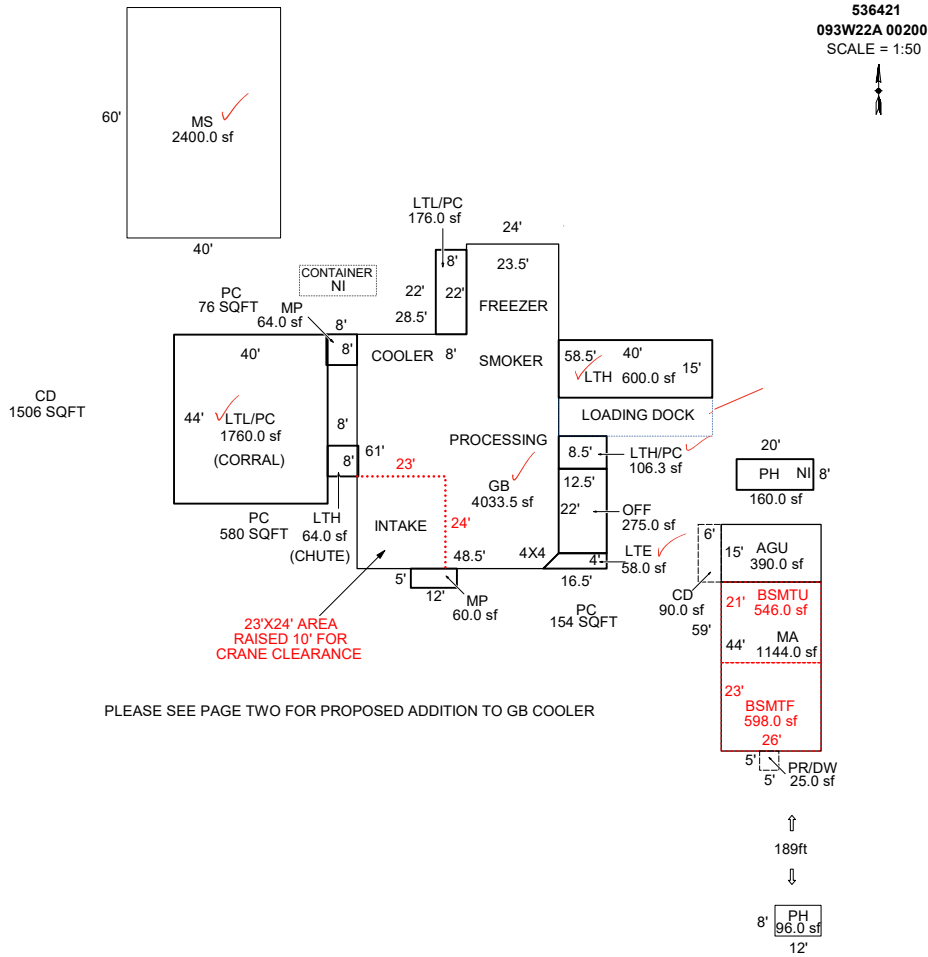 536421
093W22A 00200
SCALE = 1:50
60'
MS
2400.0 sf
40'
LTL/PC
176.0 sf
24'
8'
23.5'
CONTAINER
NI
22'
22'
FREEZER
28.5'
PC
76 SQFT
MP
64.0 sf
8'
8'
40'
COOLER
8'
SMOKER
58.5'
40'
15'
LTH
600.0 sf
LOADING DOCK
CD
1506 SQFT
44'
LTL/PC
1760.0 sf
(CORRAL)
8'
8'
61'
PROCESSING
8.5'
LTH/PC
106.3 sf
20'
PH
NI
8'
160.0 sf
23'
GB
4033.5 sf
12.5'
22'
OFF
275.0 sf
PC
580 SQFT
LTH
64.0 sf
(CHUTE)
INTAKE
24'
48.5'
4X4
4'
LTE
58.0 sf
16.5'
5'
12'
MP
60.0 sf
PC
154 SQFT
6'
15'
AGU
390.0 sf
CD
90.0 sf
21'
BSMTU
546.0 sf
59'
44'
MA
1144.0 sf
23'X24' AREA
RAISED 10' FOR
CRANE CLEARANCE
23'
BSMTF
598.0 sf
26'
PLEASE SEE PAGE TWO FOR PROPOSED ADDITION TO GB COOLER
5'
5'
PR/DW
25.0 sf
189ft
8'
PH
96.0 sf
12'